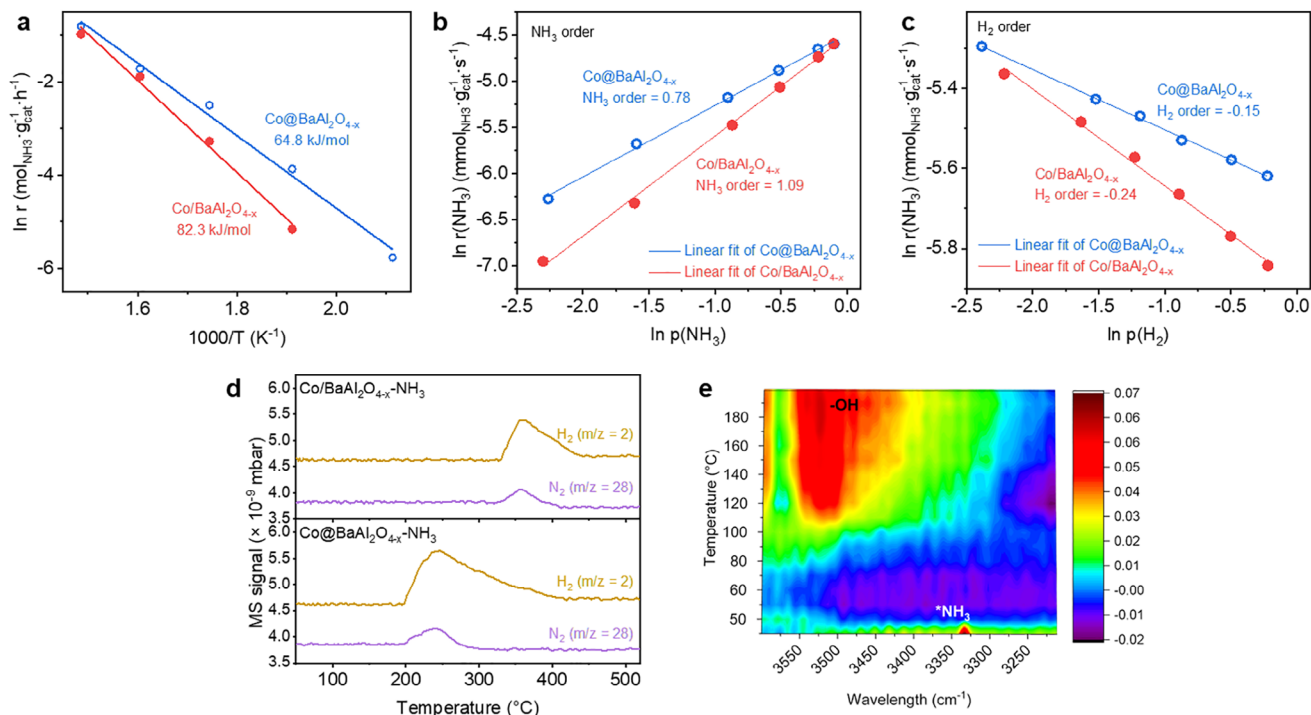 a
ln r (mol_NH3·g_cat^-1·h^-1)
-2
-4
-6
Co@BaAl2O4-x
64.8 kJ/mol
Co/BaAl2O4-x
82.3 kJ/mol
1.6
1.8
2.0
1000/T (K^-1)
b
ln r(NH3) (mmol_NH3·g_cat^-1·s^-1)
-4.5
-5.0
-5.5
-6.0
-6.5
-7.0
NH3 order
Co@BaAl2O4-x
NH3 order = 0.78
Co/BaAl2O4-x
NH3 order = 1.09
Linear fit of Co@BaAl2O4-x
Linear fit of Co/BaAl2O4-x
-2.5
-2.0
-1.5
-1.0
-0.5
0.0
ln p(NH3)
c
ln r(NH3) (mmol_NH3·g_cat^-1·s^-1)
-5.4
-5.6
-5.8
H2 order
Co@BaAl2O4-x
H2 order = -0.15
Co/BaAl2O4-x
H2 order = -0.24
Linear fit of Co@BaAl2O4-x
Linear fit of Co/BaAl2O4-x
-2.5
-2.0
-1.5
-1.0
-0.5
0.0
ln p(H2)
d
MS signal (× 10^-9 mbar)
6.0
5.5
5.0
4.5
4.0
3.5
Co/BaAl2O4-x-NH3
H2 (m/z = 2)
N2 (m/z = 28)
5.5
5.0
4.5
4.0
3.5
Co@BaAl2O4-x-NH3
H2 (m/z = 2)
N2 (m/z = 28)
100
200
300
400
500
Temperature (°C)
e
Temperature (°C)
180
160
140
120
100
80
60
50
-OH
*NH3
3550
3500
3450
3400
3350
3300
3250
Wavelength (cm^-1)
0.07
0.06
0.05
0.04
0.03
0.02
0.01
-0.00
-0.01
-0.02